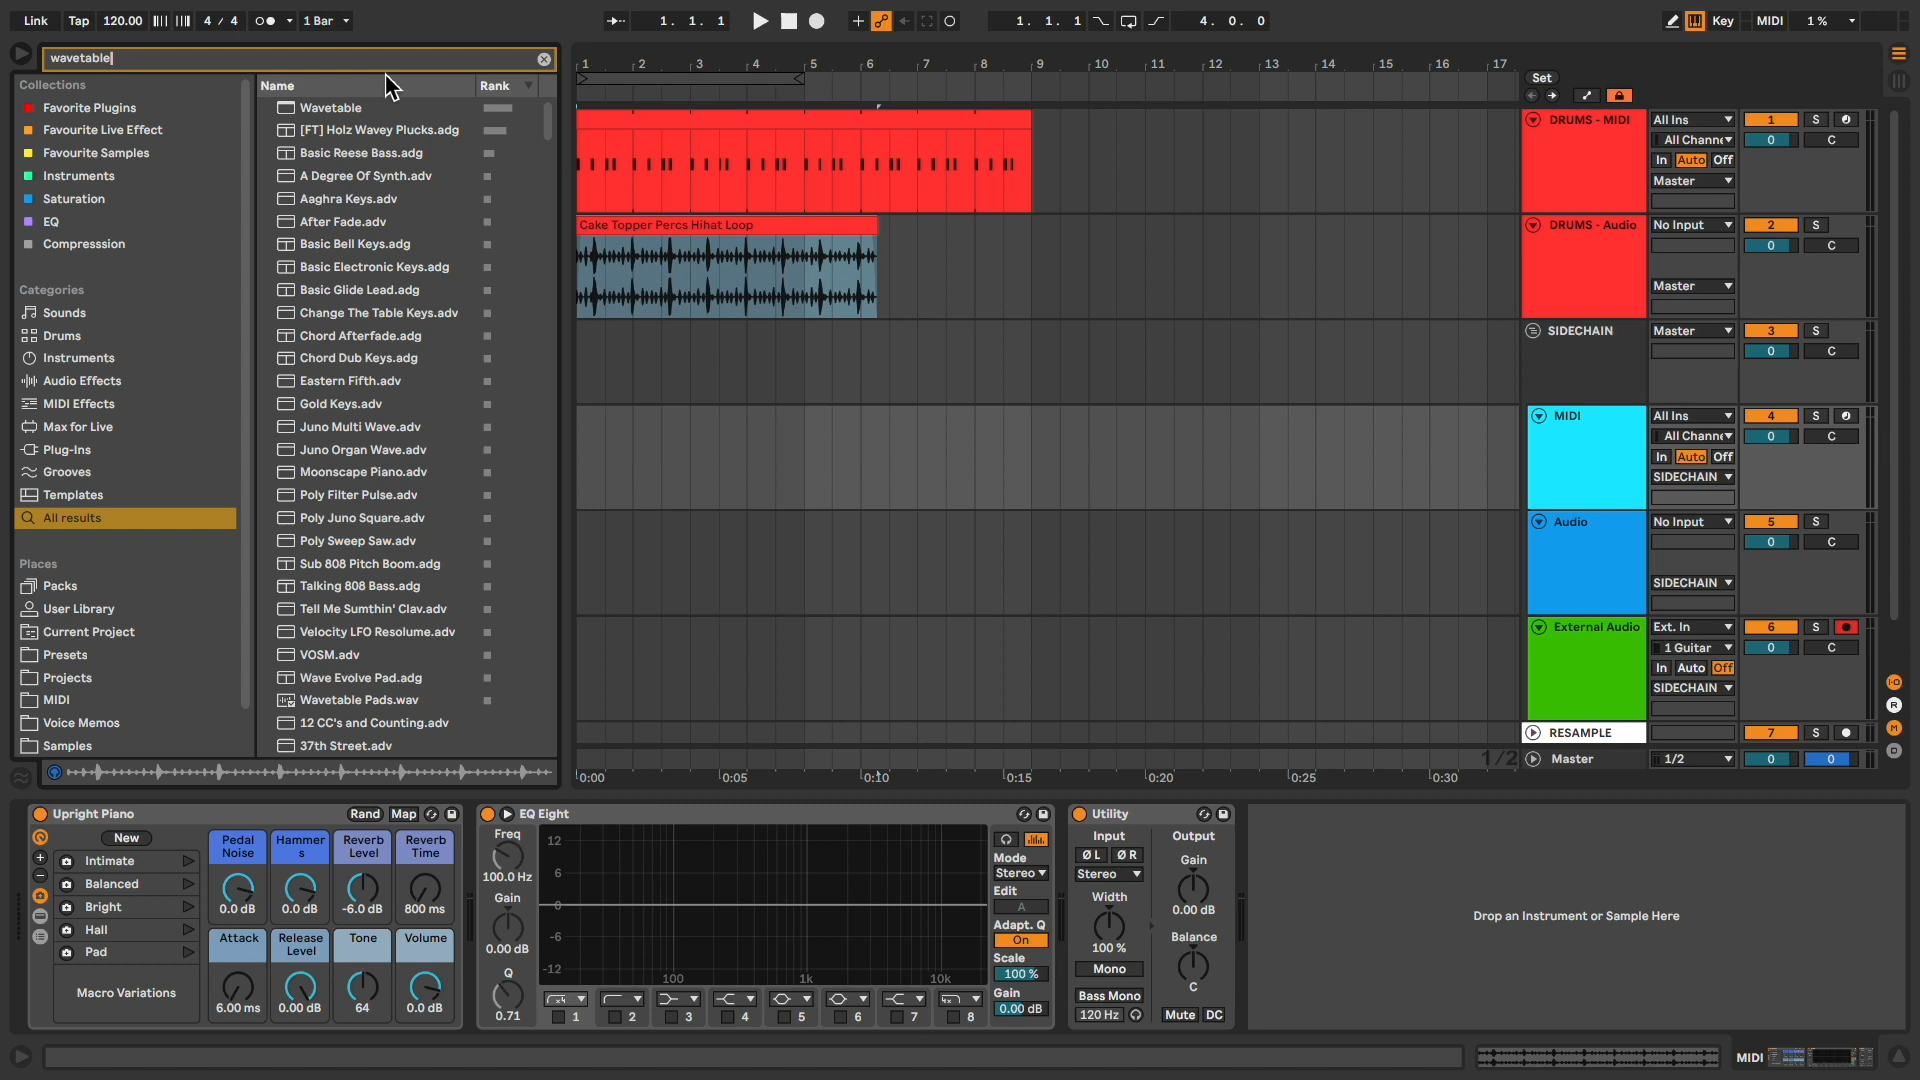 Link Tap 120.00 4 / 4 1 Bar 1. 1. 1 1. 1. 1 4. 0. 0 Key MIDI 1 %
wavetable
Collections Name Rank
Favorite Plugins
Favourite Live Effect
Favourite Samples
Instruments
Saturation
EQ
Compresssion
Categories
Sounds
Drums
Instruments
Audio Effects
MIDI Effects
Max for Live
Plug-Ins
Grooves
Templates
All results
Places
Packs
User Library
Current Project
Presets
Projects
MIDI
Voice Memos
Samples
Wavetable
[FT] Holz Wavey Plucks.adg
Basic Reese Bass.adg
A Degree Of Synth.adv
Aaghra Keys.adv
After Fade.adv
Basic Bell Keys.adg
Basic Electronic Keys.adg
Basic Glide Lead.adg
Change The Table Keys.adv
Chord Afterfade.adg
Chord Dub Keys.adg
Eastern Fifth.adv
Gold Keys.adv
Juno Multi Wave.adv
Juno Organ Wave.adv
Moonscape Piano.adv
Poly Filter Pulse.adv
Poly Juno Square.adv
Poly Sweep Saw.adv
Sub 808 Pitch Boom.adg
Talking 808 Bass.adg
Tell Me Sumthin' Clav.adv
Velocity LFO Resolume.adv
VOSM.adv
Wave Evolve Pad.adg
Wavetable Pads.wav
12 CC's and Counting.adv
37th Street.adv
1 2 3 4 5 6 7 8 9 10 11 12 13 14 15 16 17
Set
Cake Topper Percs Hihat Loop
DRUMS - MIDI All Ins 1 S
All Channe 0 C
In Auto Off
Master
DRUMS - Audio No Input 2 S
0 C
Master
SIDECHAIN Master 3 S
0 C
MIDI All Ins 4 S
All Channe 0 C
In Auto Off
SIDECHAIN
Audio No Input 5 S
0 C
SIDECHAIN
External Audio Ext. In 6 S
1 Guitar 0 C
In Auto Off
SIDECHAIN
RESAMPLE 7 S
1/2 Master 1/2 0 0
I·O
R
M
D
0:00 0:05 0:10 0:15 0:20 0:25 0:30
Upright Piano Rand Map
New
Intimate
Balanced
Bright
Hall
Pad
Macro Variations
Pedal Noise Hammers Reverb Level Reverb Time
0.0 dB 0.0 dB -6.0 dB 800 ms
Attack Release Level Tone Volume
6.00 ms 0.00 dB 64 0.0 dB
EQ Eight
Freq
100.0 Hz
Gain
0.00 dB
Q
0.71
12
6
0
-6
-12
100 1k 10k
1 2 3 4 5 6 7 8
Mode
Stereo
Edit
A
Adapt. Q
On
Scale
100 %
Gain
0.00 dB
Utility
Input Output
Ø L Ø R
Stereo
Width
100 %
Mono
Bass Mono
120 Hz
Gain
0.00 dB
Balance
C
Mute DC
Drop an Instrument or Sample Here
MIDI